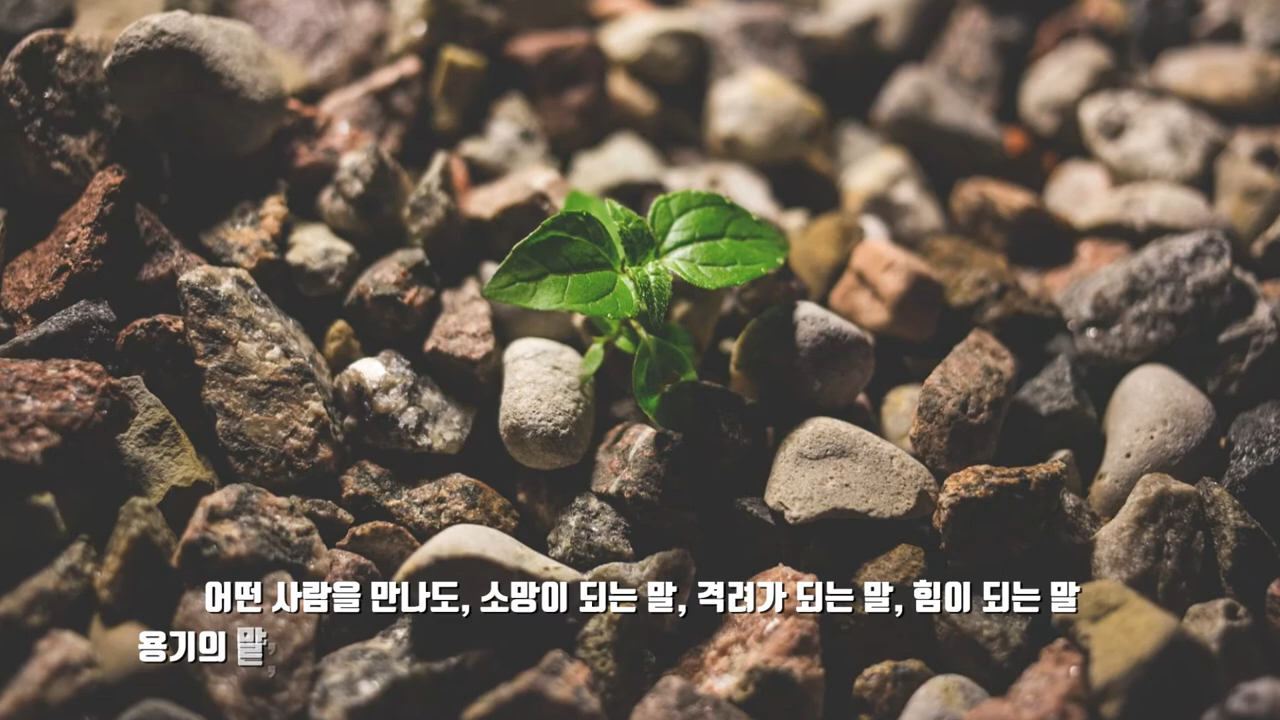 어떤 사람을 만나도, 소망이 되는 말, 격려가 되는 말, 힘이 되는 말
용기의 말,